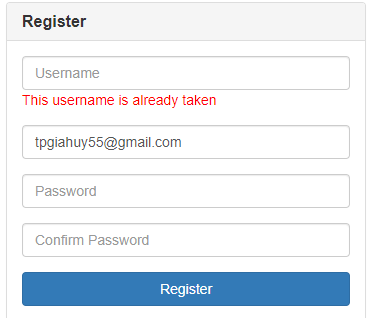 Register
Username
This username is already taken
tpgiahuy55@gmail.com
Password
Confirm Password
Register